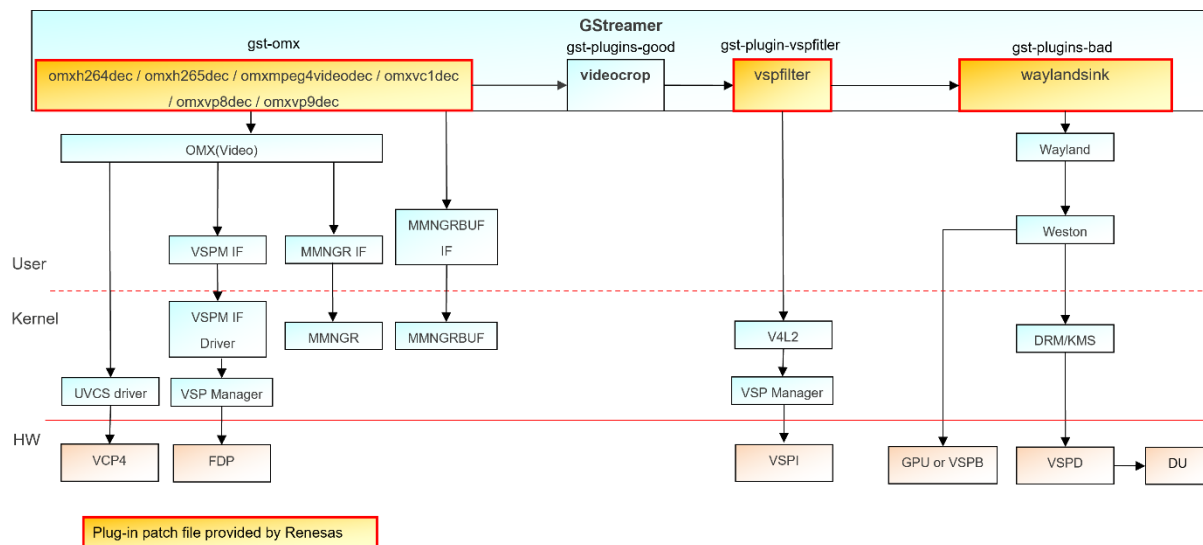 GStreamer
gst-omx
gst-plugins-good
gst-plugin-vspfitler
gst-plugins-bad
omxh264dec / omxh265dec / omxmpeg4videodec / omxvc1dec
/ omxvp8dec / omxvp9dec
videocrop
vspfilter
waylandsink
OMX(Video)
Wayland
MMNGRBUF
IF
VSPM IF
MMNGR IF
Weston
User
Kernel
VSPM IF
Driver
MMNGR
MMNGRBUF
V4L2
DRM/KMS
UVCS driver
VSP Manager
VSP Manager
HW
VCP4
FDP
VSPI
GPU or VSPB
VSPD
DU
Plug-in patch file provided by Renesas